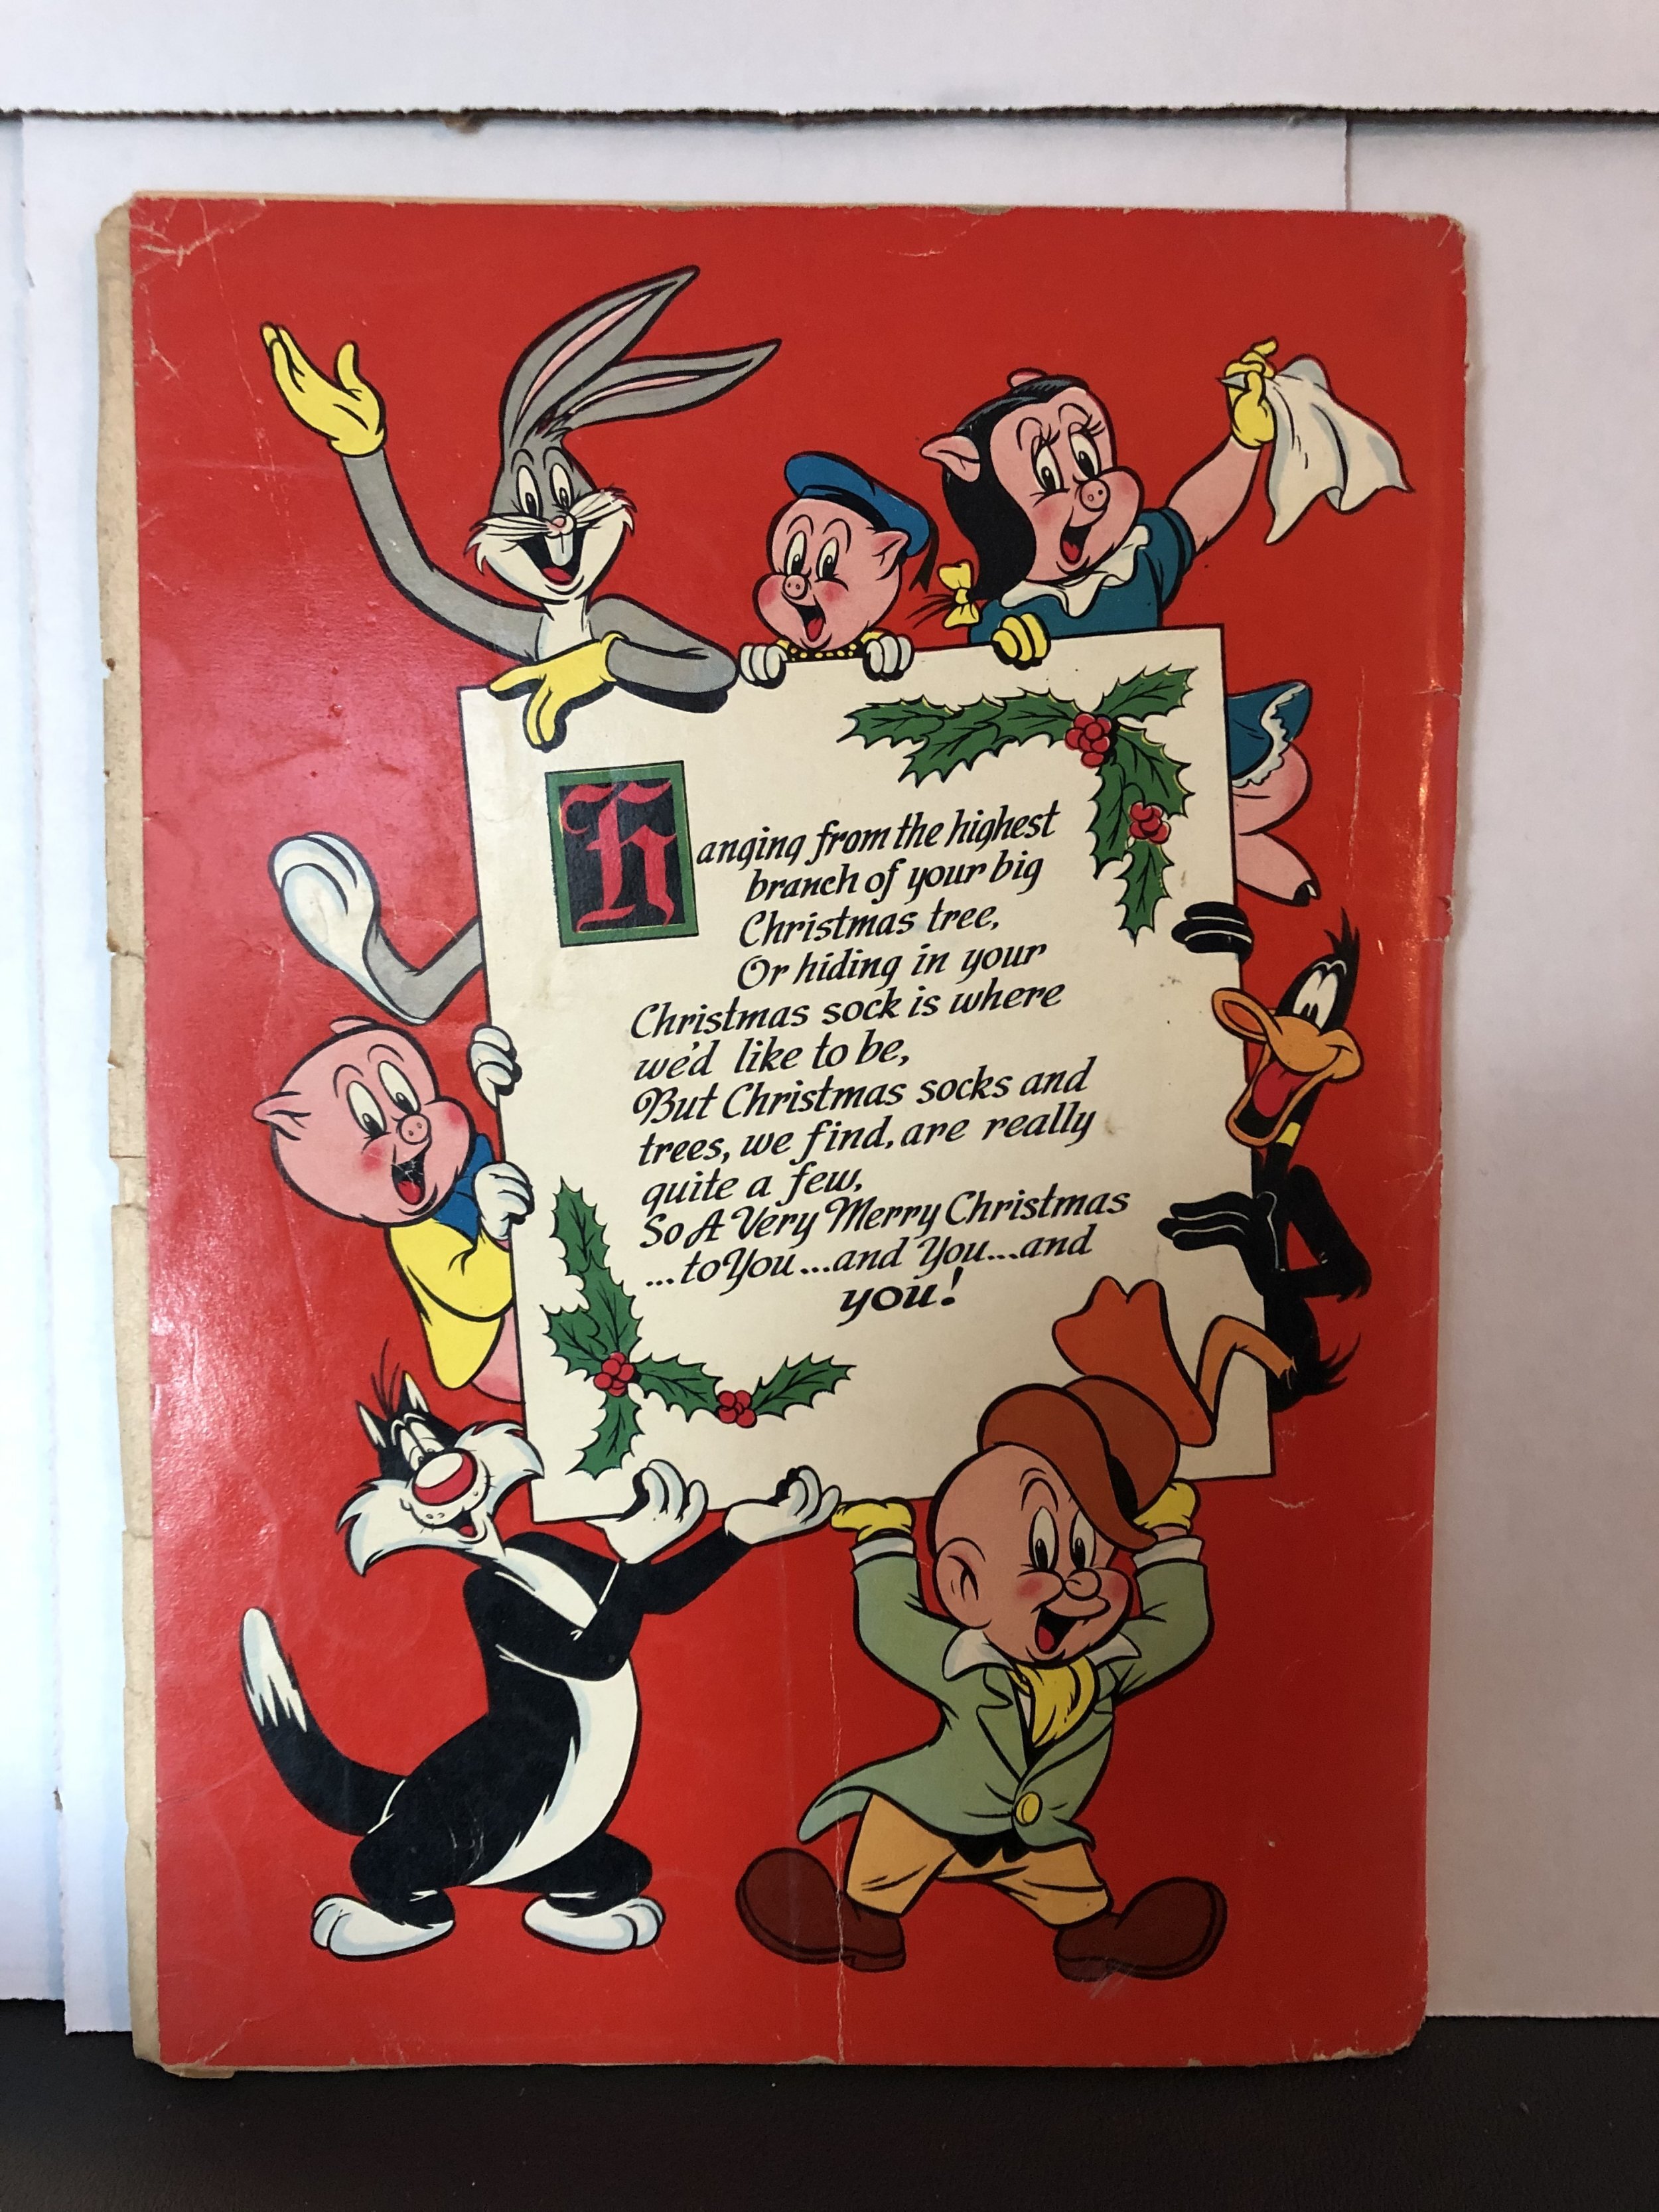 Hanging from the highest
branch of your big
Christmas tree,
Or hiding in your
Christmas sock is where
we'd like to be,
But Christmas socks and
trees, we find, are really
quite a few,
So A Very Merry Christmas
...to You...and You...and
you!